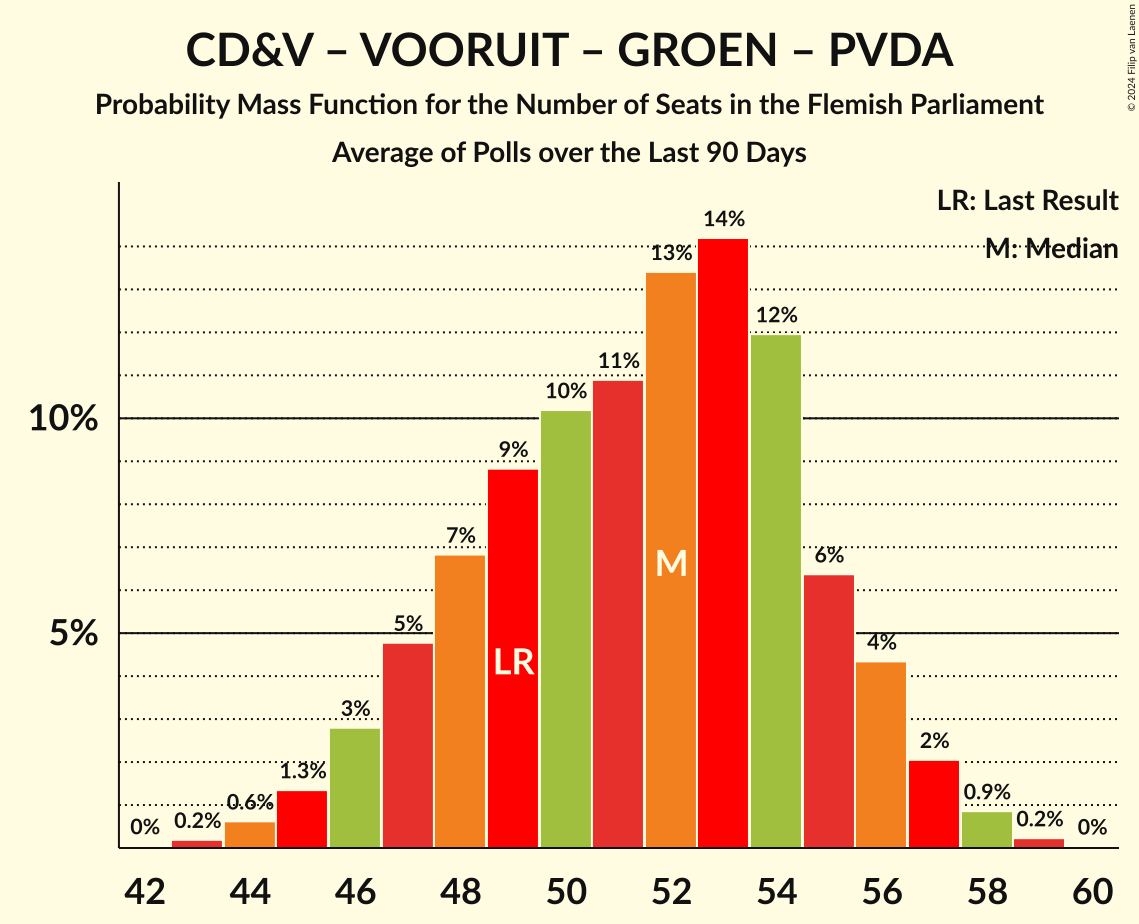 CD&V – VOORUIT – GROEN – PVDA
Probability Mass Function for the Number of Seats in the Flemish Parliament
Average of Polls over the Last 90 Days
© 2024 Filip van Laenen
LR: Last Result
M: Median
14%
13%
12%
11%
10%
10%
9%
7%
M
6%
5%
5%
4%
LR
3%
2%
1.3%
0.9%
0.6%
0.2%
0.2%
0%
0%
42 44 46 48 50 52 54 56 58 60